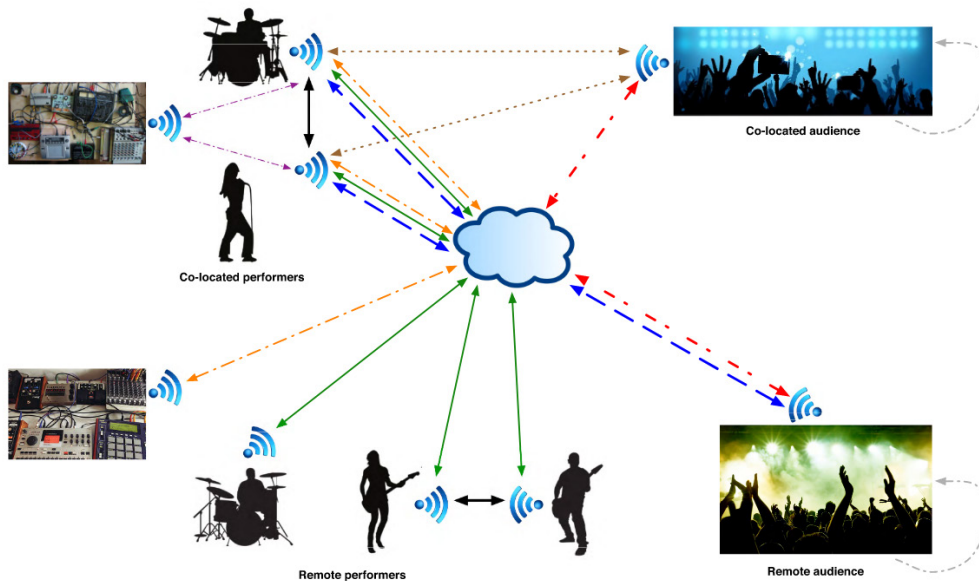 Co-located audience
Co-located performers
Remote performers
Remote audience